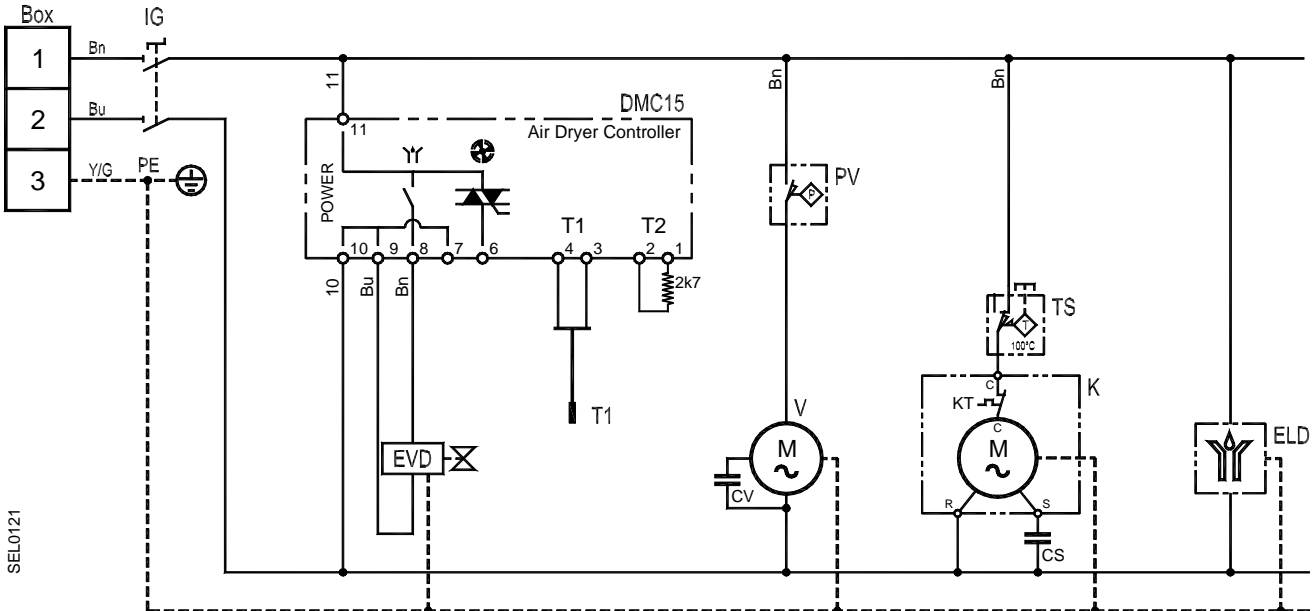 Box
IG
1
Bn
2
Bu
3
Y/G
PE
11
DMC15
11
Air Dryer Controller
POWER
T1
T2
10
9
8
7
6
4
3
2
1
2k7
10
Bu
Bn
T1
EVD
Bn
PV
P
V
M
CV
Bn
TS
T
100°C
C
K
KT
C
M
R
S
CS
ELD
SEL0121